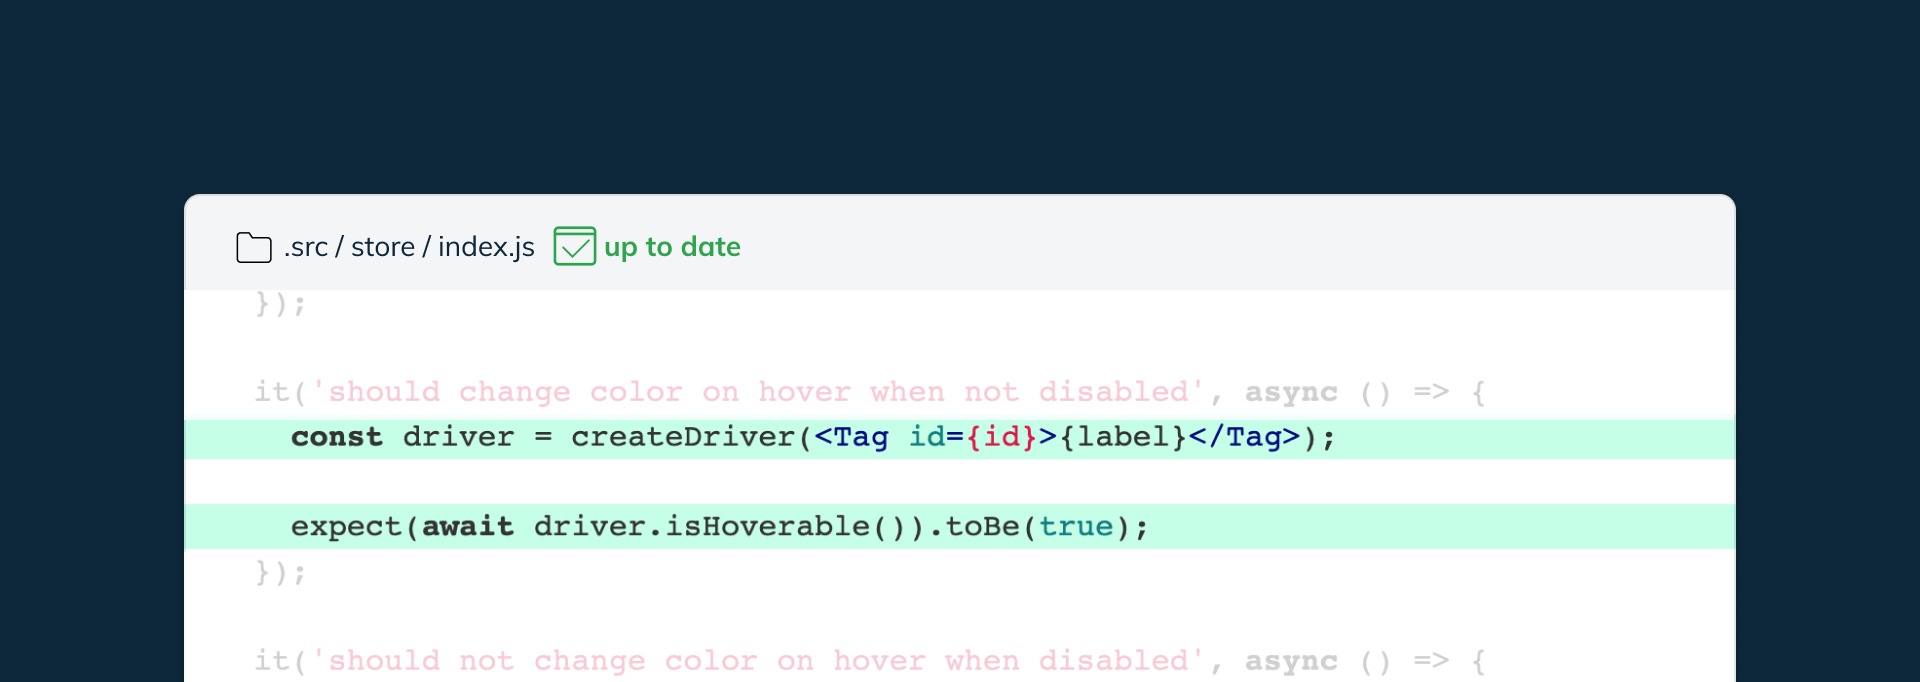 .src / store / index.js up to date
});
it('should change color on hover when not disabled', async () => {
const driver = createDriver(<Tag id={id}>{label}</Tag>);
expect(await driver.isHoverable()).toBe(true);
});
it('should not change color on hover when disabled', async () => {